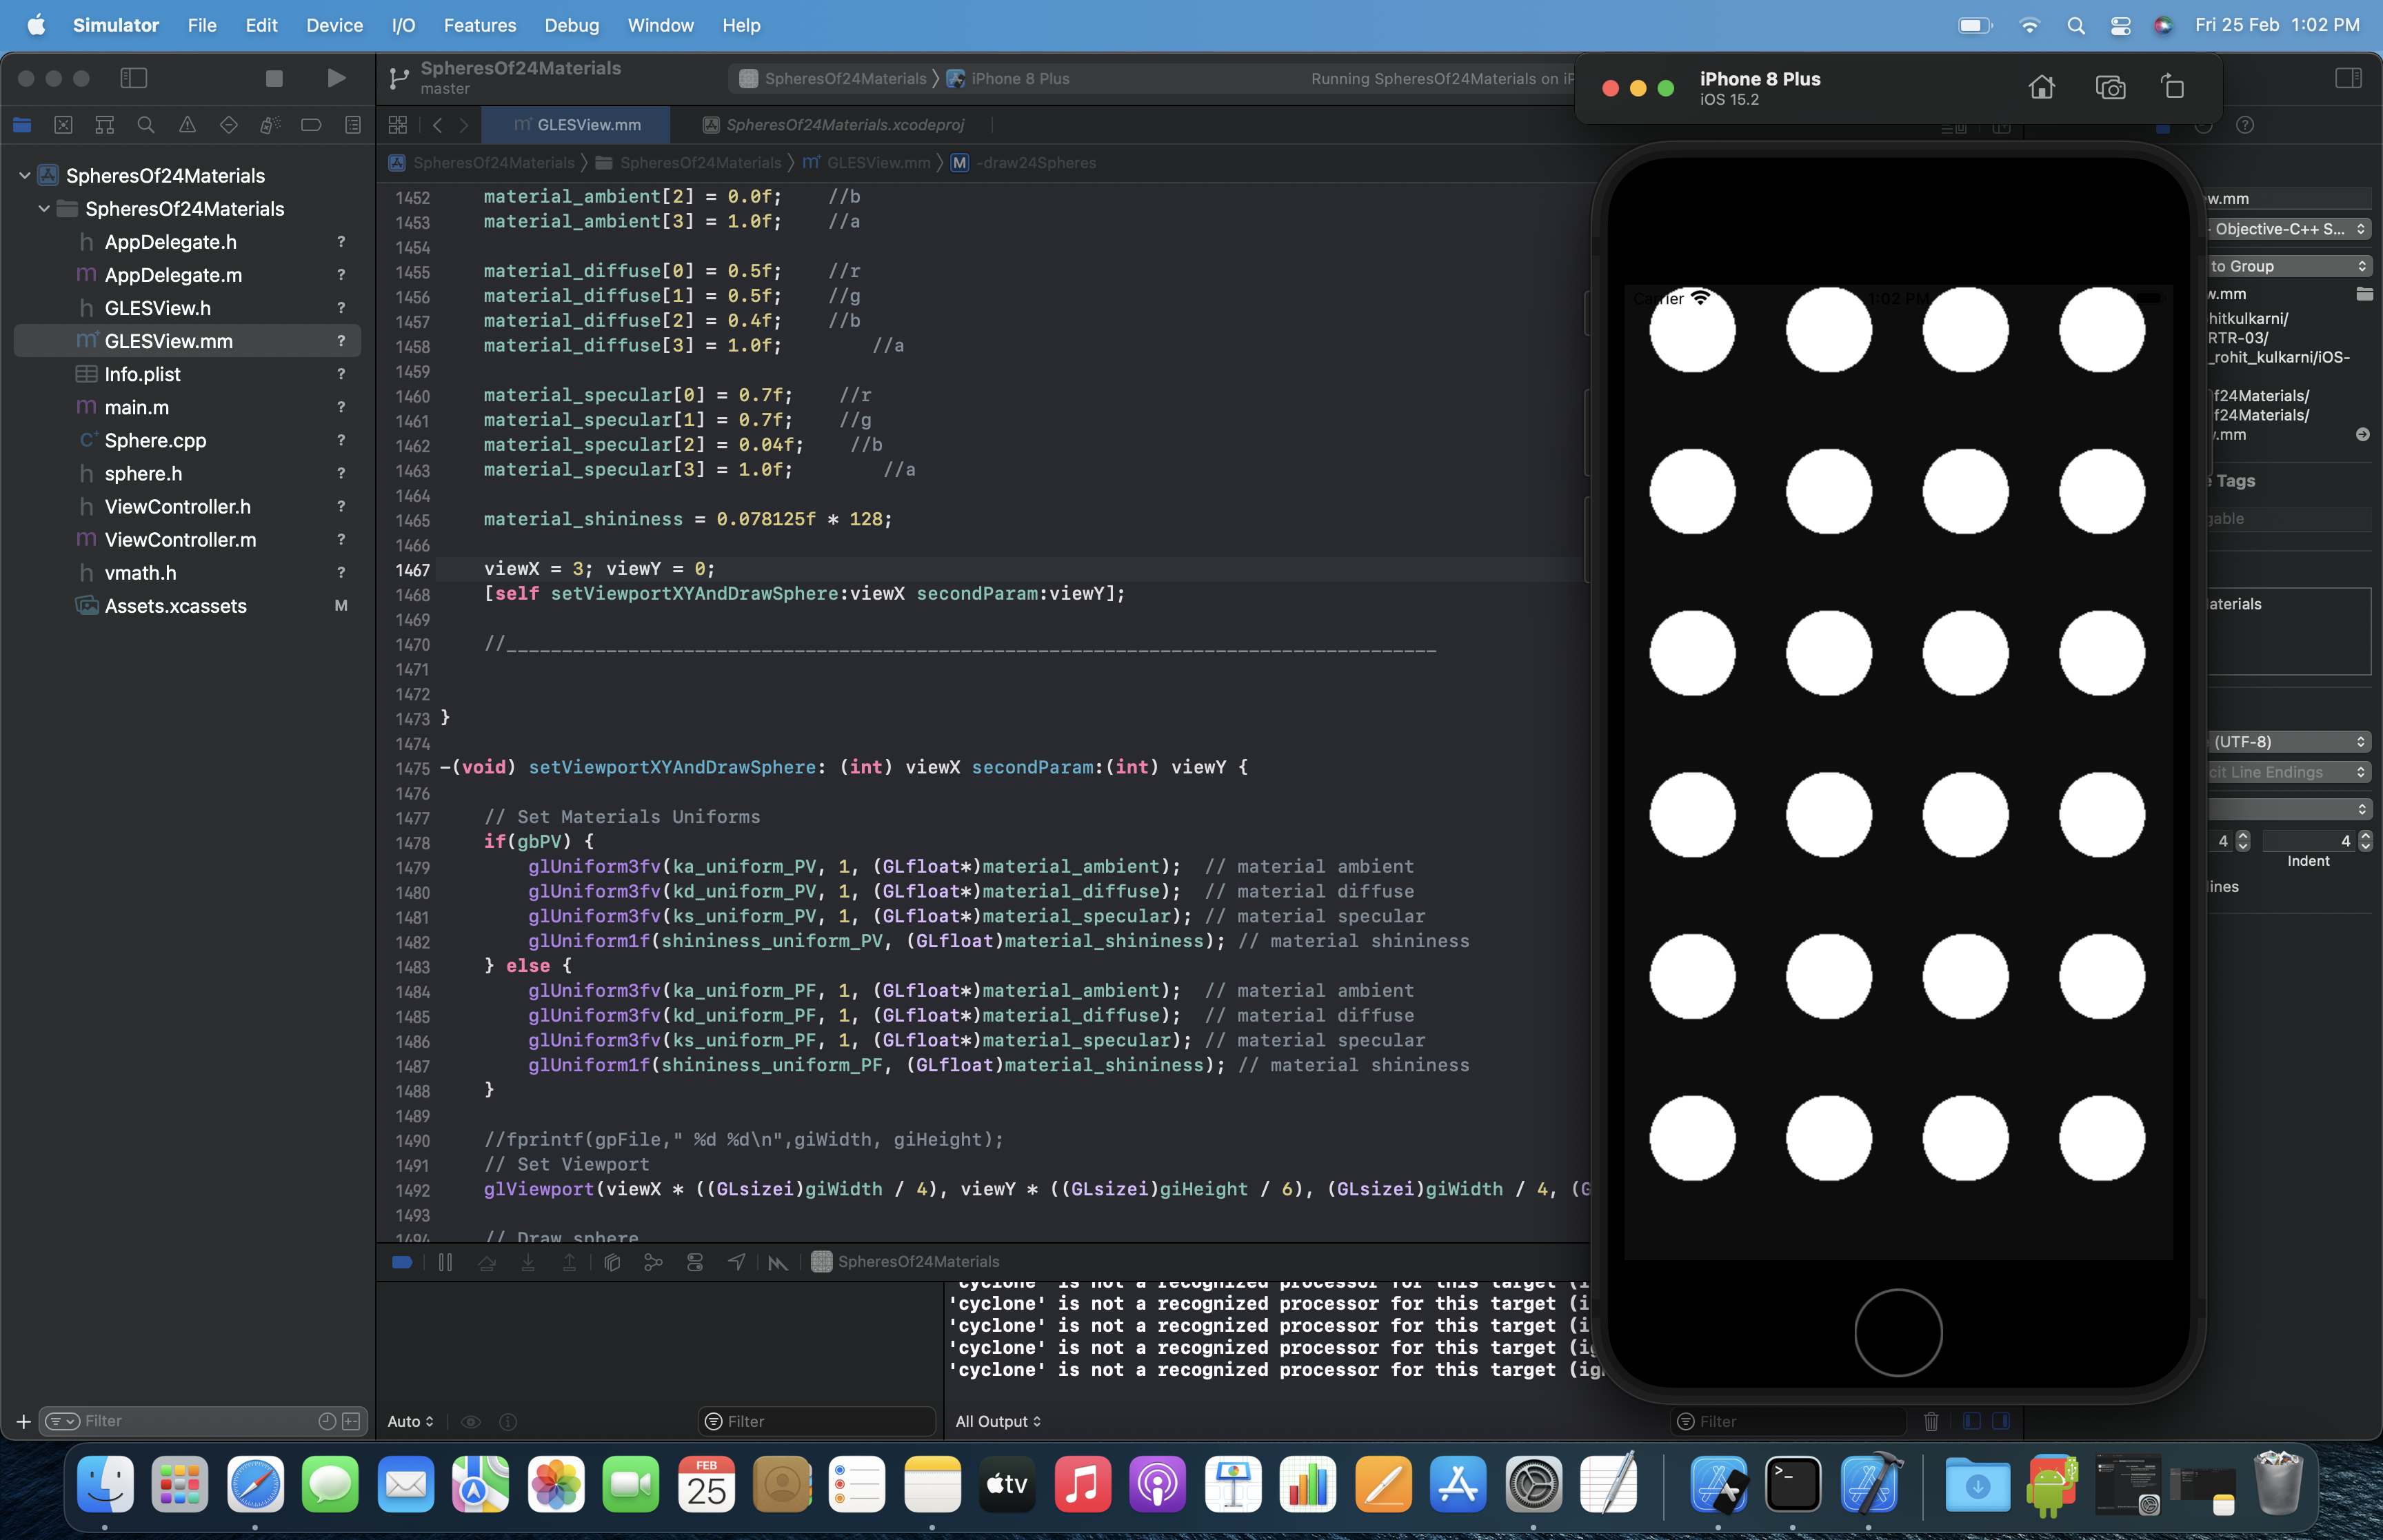 Simulator File Edit Device I/O Features Debug Window Help Fri 25 Feb 1:02 PM
SpheresOf24Materials
master
SpheresOf24Materials iPhone 8 Plus
Running SpheresOf24Materials on iP
iPhone 8 Plus
iOS 15.2
GLESView.mm
SpheresOf24Materials.xcodeproj
SpheresOf24Materials SpheresOf24Materials GLESView.mm M -draw24Spheres
SpheresOf24Materials
SpheresOf24Materials
AppDelegate.h ?
AppDelegate.m ?
GLESView.h ?
GLESView.mm ?
Info.plist ?
main.m ?
Sphere.cpp ?
sphere.h ?
ViewController.h ?
ViewController.m ?
vmath.h ?
Assets.xcassets M
Filter
1452 material_ambient[2] = 0.0f; //b
1453 material_ambient[3] = 1.0f; //a
1454
1455 material_diffuse[0] = 0.5f; //r
1456 material_diffuse[1] = 0.5f; //g
1457 material_diffuse[2] = 0.4f; //b
1458 material_diffuse[3] = 1.0f; //a
1459
1460 material_specular[0] = 0.7f; //r
1461 material_specular[1] = 0.7f; //g
1462 material_specular[2] = 0.04f; //b
1463 material_specular[3] = 1.0f; //a
1464
1465 material_shininess = 0.078125f * 128;
1466
1467 viewX = 3; viewY = 0;
1468 [self setViewportXYAndDrawSphere:viewX secondParam:viewY];
1469
1470 //____________________________________________________________________________________
1471
1472
1473 }
1474
1475 -(void) setViewportXYAndDrawSphere: (int) viewX secondParam:(int) viewY {
1476
1477 // Set Materials Uniforms
1478 if(gbPV) {
1479 glUniform3fv(ka_uniform_PV, 1, (GLfloat*)material_ambient); // material ambient
1480 glUniform3fv(kd_uniform_PV, 1, (GLfloat*)material_diffuse); // material diffuse
1481 glUniform3fv(ks_uniform_PV, 1, (GLfloat*)material_specular); // material specular
1482 glUniform1f(shininess_uniform_PV, (GLfloat)material_shininess); // material shininess
1483 } else {
1484 glUniform3fv(ka_uniform_PF, 1, (GLfloat*)material_ambient); // material ambient
1485 glUniform3fv(kd_uniform_PF, 1, (GLfloat*)material_diffuse); // material diffuse
1486 glUniform3fv(ks_uniform_PF, 1, (GLfloat*)material_specular); // material specular
1487 glUniform1f(shininess_uniform_PF, (GLfloat)material_shininess); // material shininess
1488 }
1489
1490 //fprintf(gpFile," %d %d\n",giWidth, giHeight);
1491 // Set Viewport
1492 glViewport(viewX * ((GLsizei)giWidth / 4), viewY * ((GLsizei)giHeight / 6), (GLsizei)giWidth / 4, (G
1493
1494 // Draw sphere
SpheresOf24Materials
'cyclone' is not a recognized processor for this target (i
'cyclone' is not a recognized processor for this target (i
'cyclone' is not a recognized processor for this target (i
'cyclone' is not a recognized processor for this target (ig
'cyclone' is not a recognized processor for this target (ig
Auto
Filter
All Output
Filter
Carrier 1:02 PM
w.mm
Objective-C++ S...
to Group
w.mm
hitkulkarni/
RTR-03/
_rohit_kulkarni/iOS-
f24Materials/
f24Materials/
.mm
Tags
gable
aterials
(UTF-8)
cit Line Endings
4 4
Indent
lines
FEB
25
tv